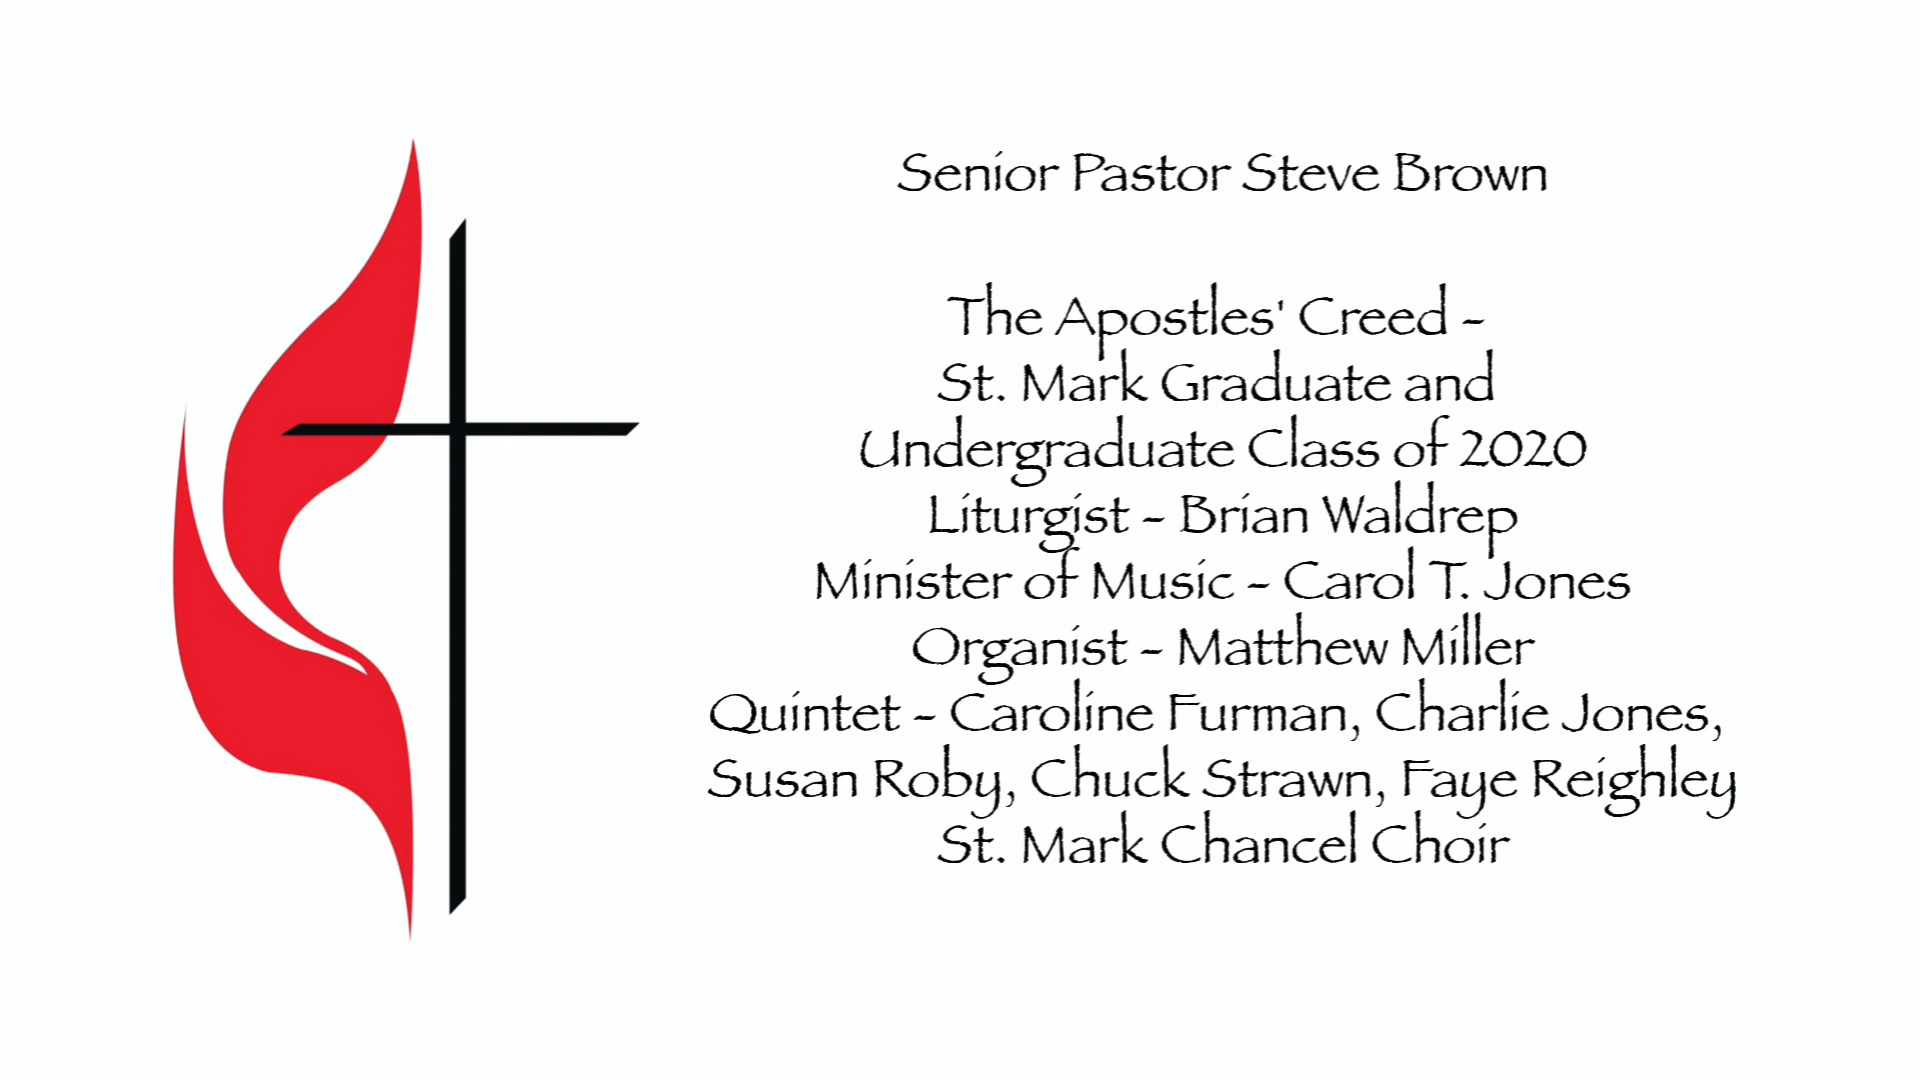 Senior Pastor Steve Brown
The Apostles' Creed -
St. Mark Graduate and
Undergraduate Class of 2020
Liturgist - Brian Waldrep
Minister of Music - Carol T. Jones
Organist - Matthew Miller
Quintet - Caroline Furman, Charlie Jones,
Susan Roby, Chuck Strawn, Faye Reighley
St. Mark Chancel Choir